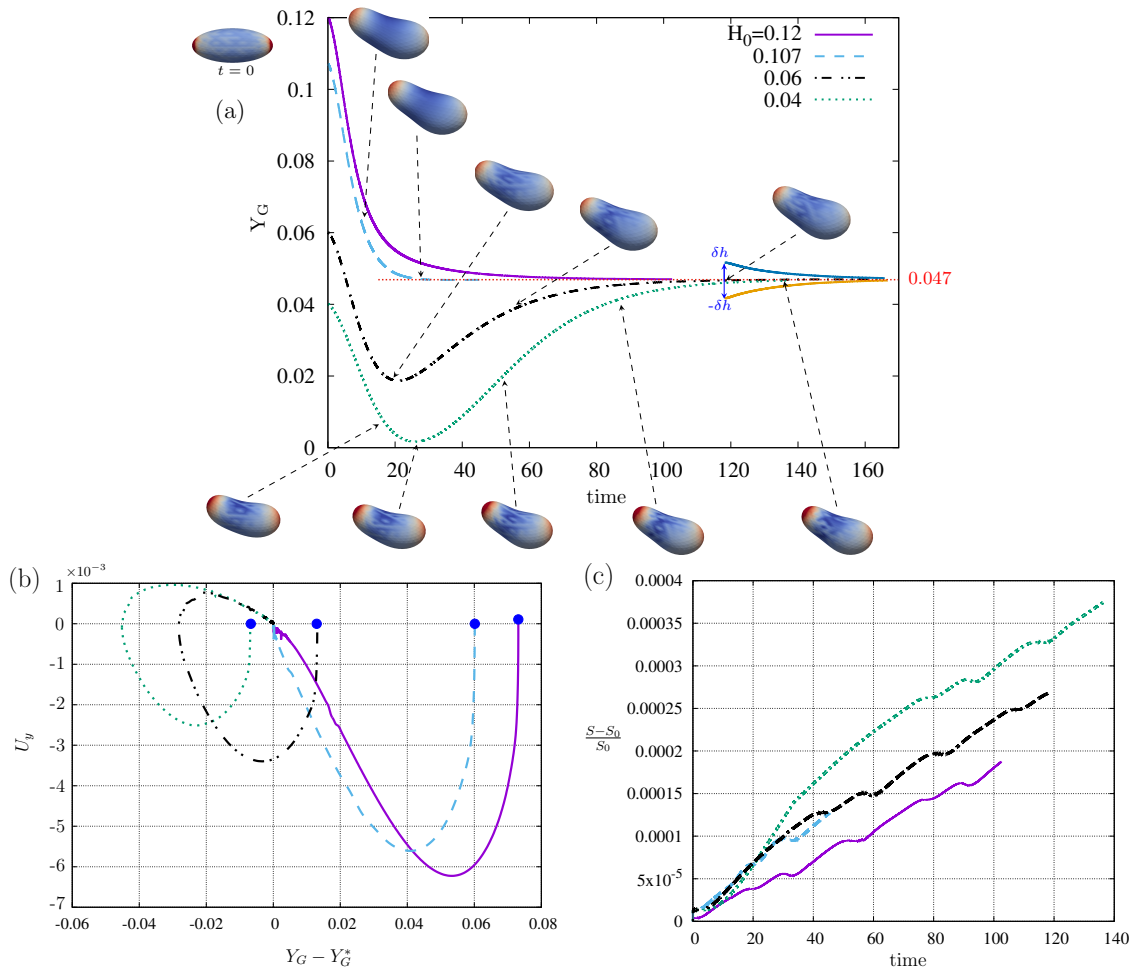 0.12
H₀=0.12
0.107
0.06
0.04
t = 0
(a)
0.1
0.08
Y_G
0.06
0.04
0.02
0
δh
-δh
0.047
0 20 40 60 80 100 120 140 160
time
(b)
×10⁻³
1
0
-1
-2
-3
-4
-5
-6
-7
U_y
-0.06 -0.04 -0.02 0 0.02 0.04 0.06 0.08
Y_G − Y_G^*
(c)
0.0004
0.00035
0.0003
0.00025
0.0002
0.00015
0.0001
5x10⁻⁵
0
S−S₀
S₀
0 20 40 60 80 100 120 140
time